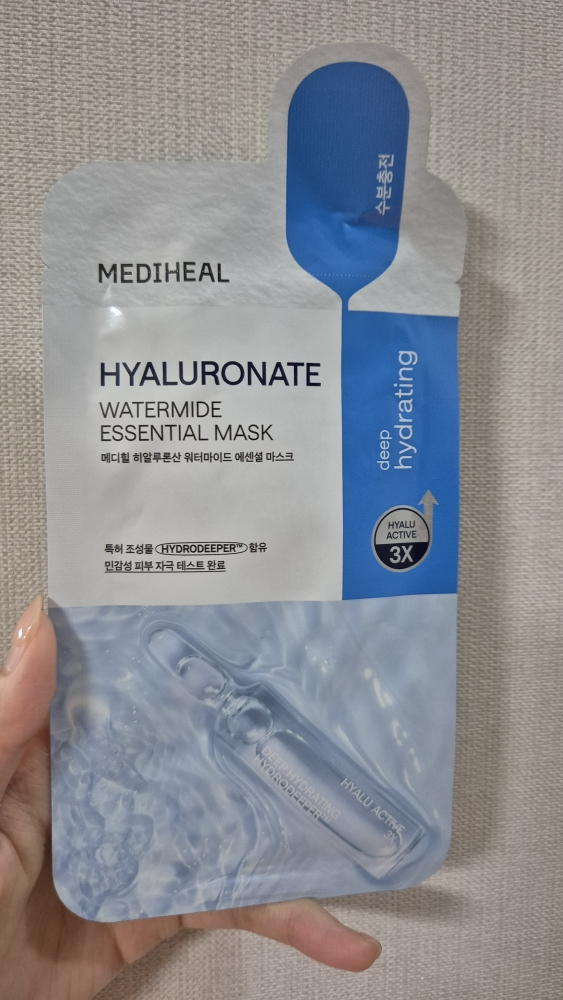 수분충전
MEDIHEAL
HYALURONATE
WATERMIDE
ESSENTIAL MASK
메디힐 히알루론산 워터마이드 에센셜 마스크
deep
hydrating
HYALU
ACTIVE
3X
특허 조성물 HYDRODEEPER™ 함유
민감성 피부 자극 테스트 완료
DEEP HYDRATING
HYDRODEEPER™
HYALU ACTIVE
3X